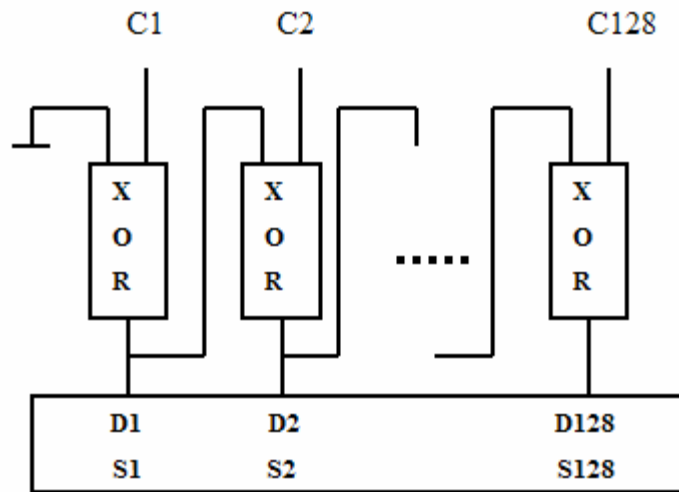 C1 C2 C128
X X X
O O O
R R R
D1 D2 D128
S1 S2 S128